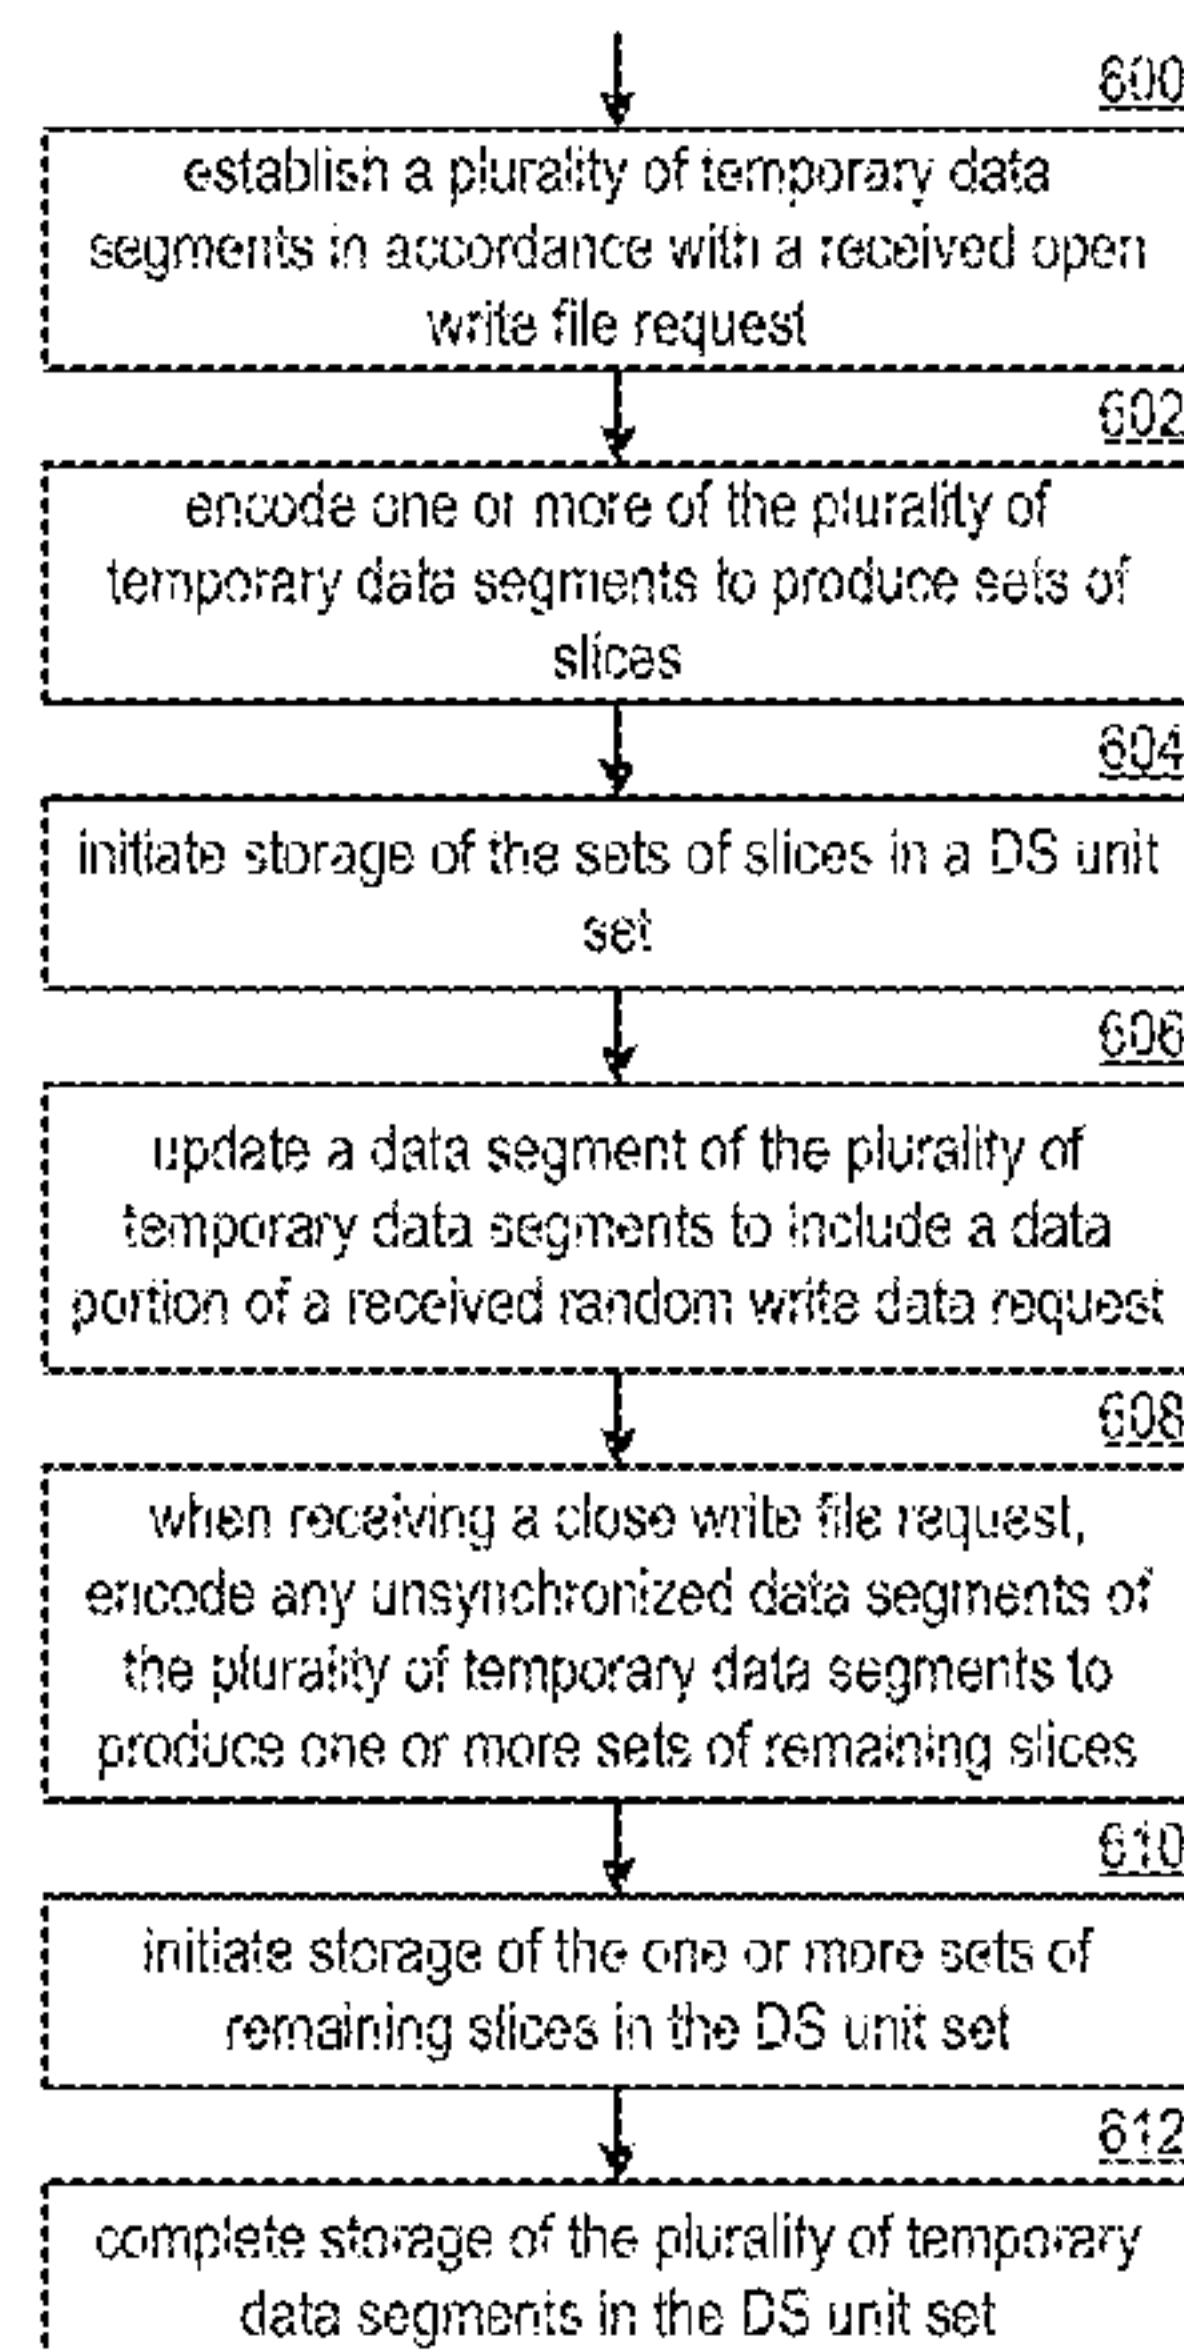 600
establish a plurality of temporary data
segments in accordance with a received open
write file request
602
encode one or more of the plurality of
temporary data segments to produce sets of
slices
604
initiate storage of the sets of slices in a DS unit
set
606
update a data segment of the plurality of
temporary data segments to include a data
portion of a received random write data request
608
when receiving a close write file request,
encode any unsynchronized data segments of
the plurality of temporary data segments to
produce one or more sets of remaining slices
610
initiate storage of the one or more sets of
remaining slices in the DS unit set
612
complete storage of the plurality of temporary
data segments in the DS unit set